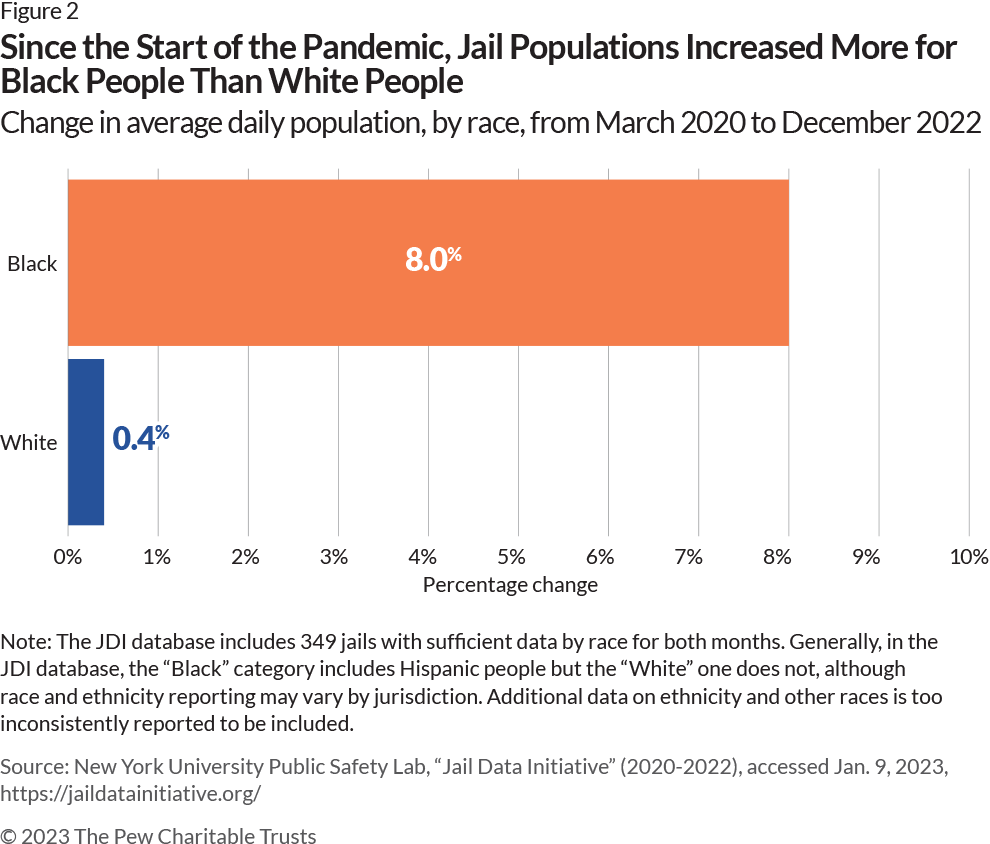 Figure 2
Since the Start of the Pandemic, Jail Populations Increased More for
Black People Than White People
Change in average daily population, by race, from March 2020 to December 2022
Black
8.0%
White
0.4%
0% 1% 2% 3% 4% 5% 6% 7% 8% 9% 10%
Percentage change
Note: The JDI database includes 349 jails with sufficient data by race for both months. Generally, in the
JDI database, the “Black” category includes Hispanic people but the “White” one does not, although
race and ethnicity reporting may vary by jurisdiction. Additional data on ethnicity and other races is too
inconsistently reported to be included.
Source: New York University Public Safety Lab, “Jail Data Initiative” (2020-2022), accessed Jan. 9, 2023,
https://jaildatainitiative.org/
© 2023 The Pew Charitable Trusts